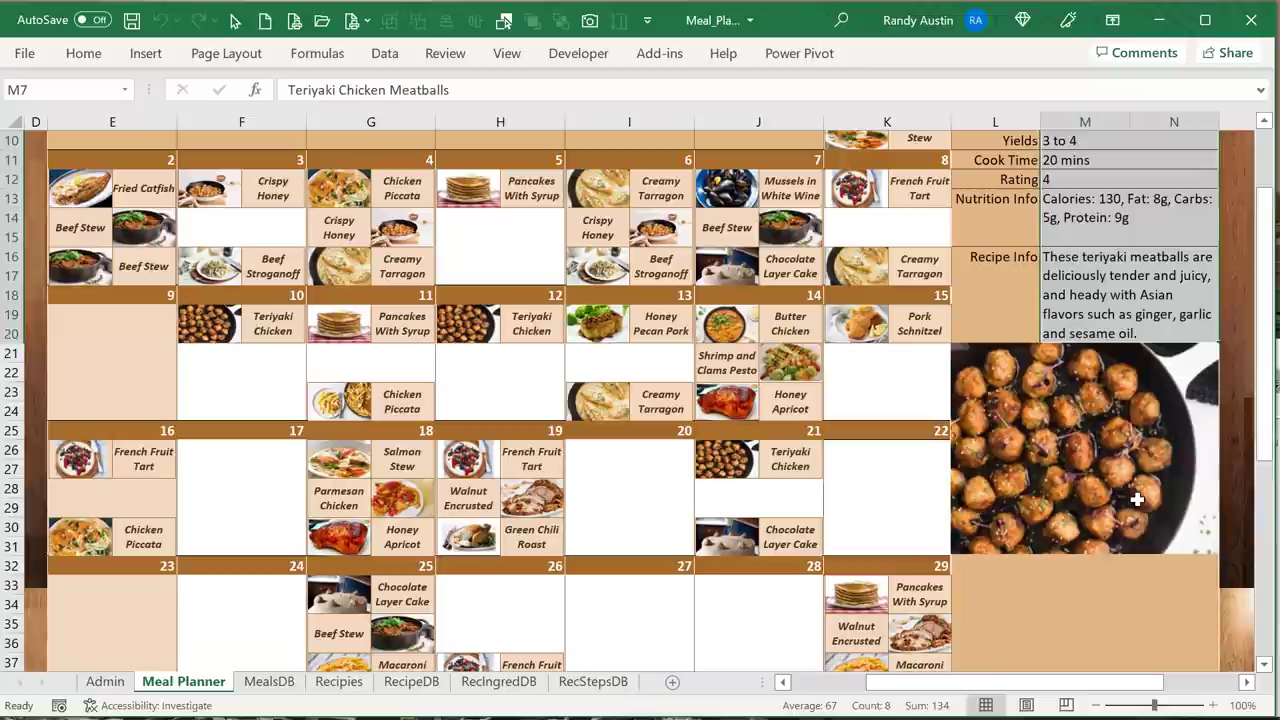 AutoSave Off Meal_Pla... Randy Austin RA
File Home Insert Page Layout Formulas Data Review View Developer Add-ins Help Power Pivot Comments Share
M7 fx Teriyaki Chicken Meatballs
D E F G H I J K L M N
10 Stew Yields 3 to 4
11 2 3 4 5 6 7 8 Cook Time 20 mins
12 Fried Catfish Crispy Honey Chicken Piccata Pancakes With Syrup Creamy Tarragon Mussels in White Wine French Fruit Tart Rating 4
13 Nutrition Info Calories: 130, Fat: 8g, Carbs:
14 Beef Stew Crispy Honey Crispy Honey Beef Stew 5g, Protein: 9g
15
16 Beef Stew Beef Stroganoff Creamy Tarragon Beef Stroganoff Chocolate Layer Cake Creamy Tarragon Recipe Info These teriyaki meatballs are
17 deliciously tender and juicy,
18 9 10 11 12 13 14 15 and heady with Asian
19 Teriyaki Chicken Pancakes With Syrup Teriyaki Chicken Honey Pecan Pork Butter Chicken Pork Schnitzel flavors such as ginger, garlic
20 and sesame oil.
21 Shrimp and Clams Pesto
22
23 Chicken Piccata Creamy Tarragon Honey Apricot
24
25 16 17 18 19 20 21 22
26 French Fruit Tart Salmon Stew French Fruit Tart Teriyaki Chicken
27
28 Parmesan Chicken Walnut Encrusted
29
30 Chicken Piccata Honey Apricot Green Chili Roast Chocolate Layer Cake
31
32 23 24 25 26 27 28 29
33 Chocolate Layer Cake Pancakes With Syrup
34
35 Beef Stew Walnut Encrusted
36
37 Macaroni French Fruit Macaroni
Admin Meal Planner MealsDB Recipies RecipeDB RecIngredDB RecStepsDB
Ready Accessibility: Investigate Average: 67 Count: 8 Sum: 134 100%